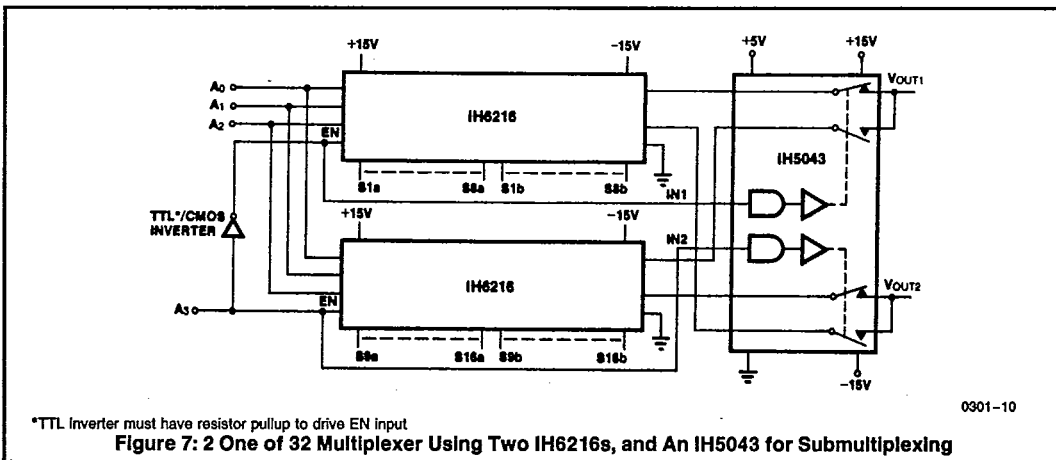 +15V
-15V
+5V
+15V
A0
A1
A2
EN
IH6216
VOUT1
IH5043
S1a
S8a
S1b
S8b
IN1
TTL*/CMOS
INVERTER
+15V
-15V
IN2
IH6216
A3
EN
VOUT2
S9a
S16a
S9b
S16b
-15V
0301-10
*TTL Inverter must have resistor pullup to drive EN input
Figure 7: 2 One of 32 Multiplexer Using Two IH6216s, and An IH5043 for Submultiplexing